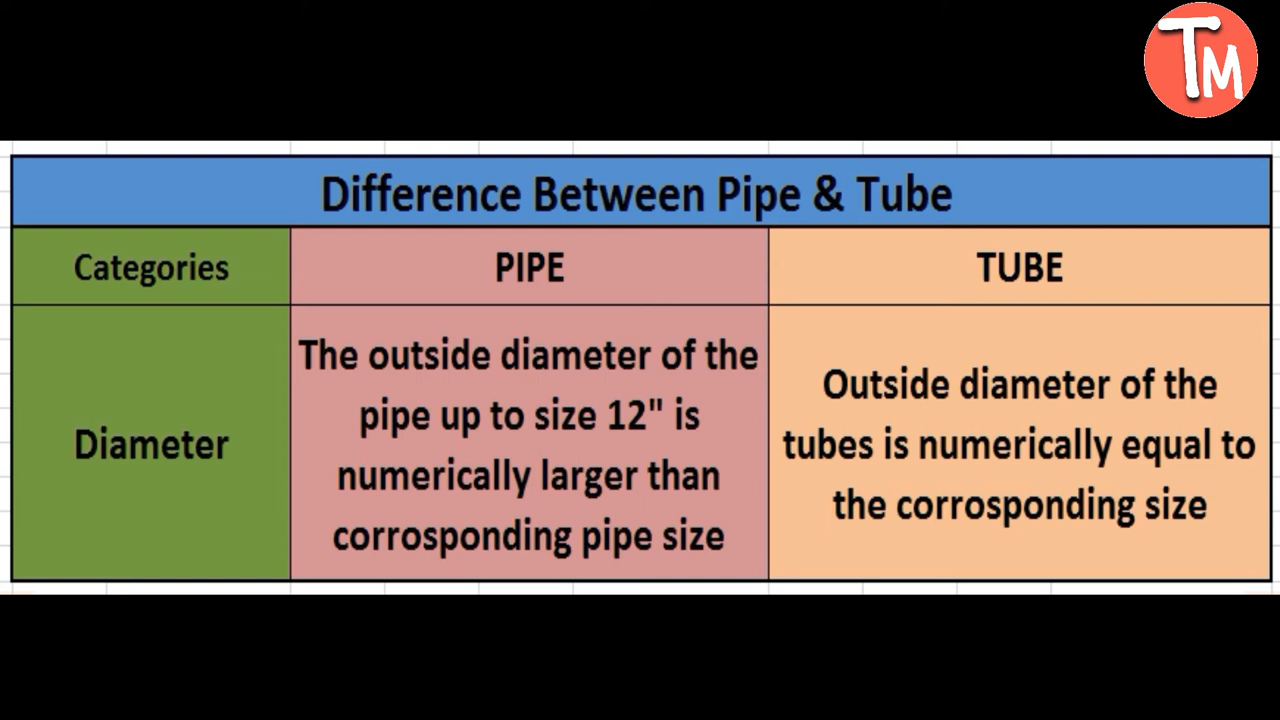 TM
Difference Between Pipe & Tube
Categories
PIPE
TUBE
Diameter
The outside diameter of the
pipe up to size 12" is
numerically larger than
corrosponding pipe size
Outside diameter of the
tubes is numerically equal to
the corrosponding size